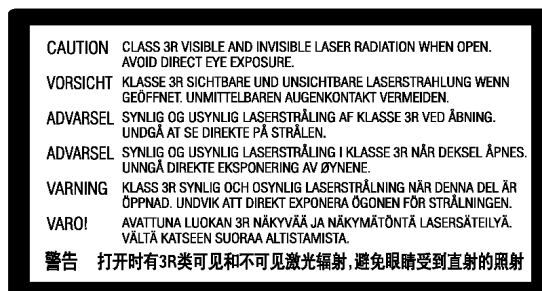 CAUTION CLASS 3R VISIBLE AND INVISIBLE LASER RADIATION WHEN OPEN.
AVOID DIRECT EYE EXPOSURE.
VORSICHT KLASSE 3R SICHTBARE UND UNSICHTBARE LASERSTRAHLUNG WENN
GEÖFFNET. UNMITTELBAREN AUGENKONTAKT VERMEIDEN.
ADVARSEL SYNLIG OG USYNLIG LASERSTRÅLING AF KLASSE 3R VED ÅBNING.
UNDGÅ AT SE DIREKTE PÅ STRÅLEN.
ADVARSEL SYNLIG OG USYNLIG LASERSTRÅLING I KLASSE 3R NÅR DEKSEL ÅPNES.
UNNGÅ DIREKTE EKSPONERING AV ØYNENE.
VARNING KLASS 3R SYNLIG OCH OSYNLIG LASERSTRÅLNING NÄR DENNA DEL ÄR
ÖPPNAD. UNDVIK ATT DIREKT EXPONERA ÖGONEN FÖR STRÅLNINGEN.
VARO! AVATTUNA LUOKAN 3R NÄKYVÄÄ JA NÄKYMÄTÖNTÄ LASERSÄTEILYÄ.
VÄLTÄ KATSEEN SUORAA ALTISTAMISTA.
警告 打开时有3R类可见和不可见激光辐射,避免眼睛受到直射的照射